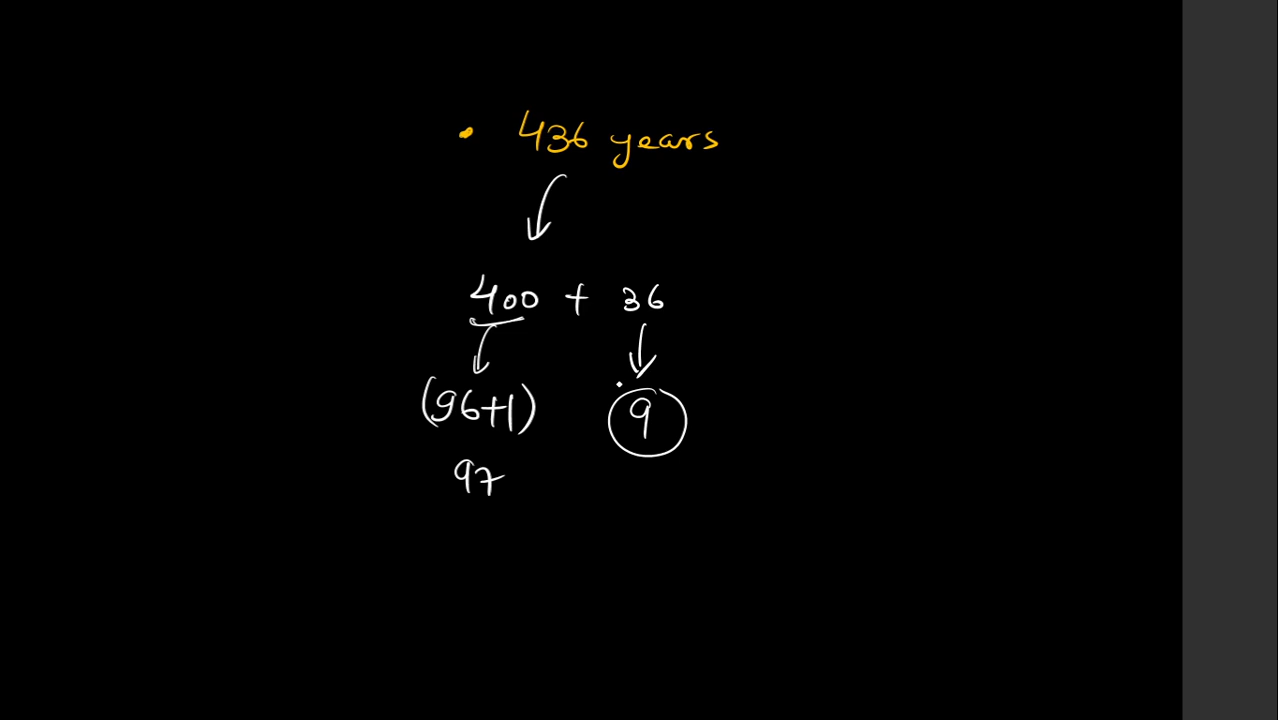 • 436 years
400 + 36
(96+1) 9
97